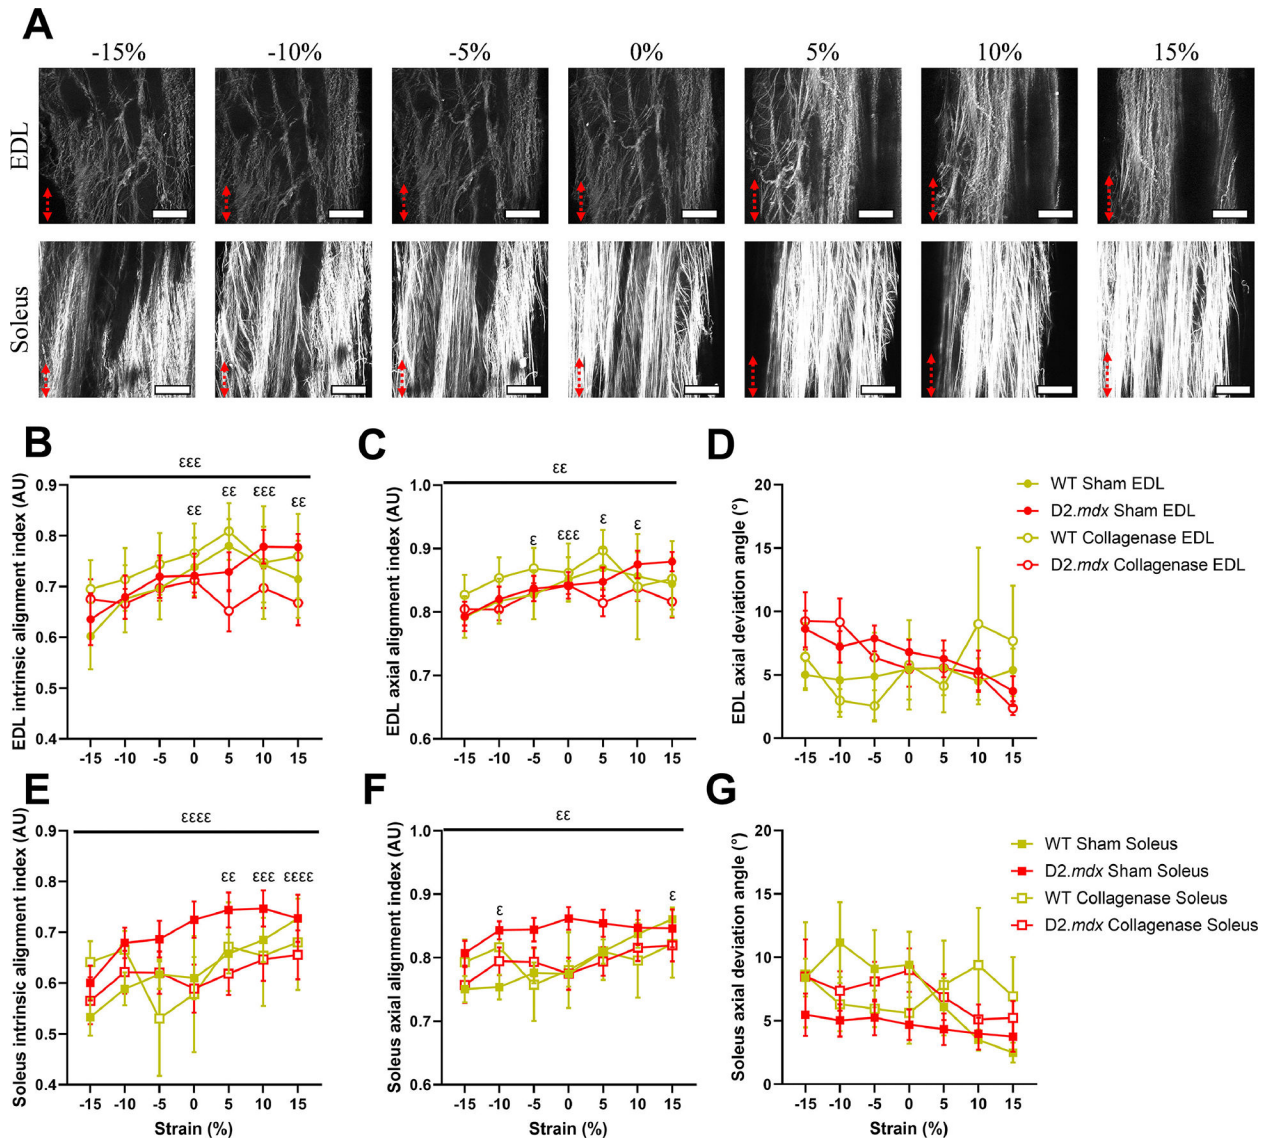 A
-15% -10% -5% 0% 5% 10% 15%
EDL
Soleus
B
EDL intrinsic alignment index (AU)
εεε
εε εεε εε
εε
0.9
0.8
0.7
0.6
0.5
0.4
-15 -10 -5 0 5 10 15
C
EDL axial alignment index (AU)
εε
ε εεε ε ε
1.0
0.9
0.8
0.7
0.6
-15 -10 -5 0 5 10 15
D
EDL axial deviation angle (°)
20
15
10
5
0
-15 -10 -5 0 5 10 15
WT Sham EDL
D2.mdx Sham EDL
WT Collagenase EDL
D2.mdx Collagenase EDL
E
Soleus intrinsic alignment index (AU)
εεεε
εε εεε εεεε
0.9
0.8
0.7
0.6
0.5
0.4
-15 -10 -5 0 5 10 15
Strain (%)
F
Soleus axial alignment index (AU)
εε
ε ε
1.0
0.9
0.8
0.7
0.6
-15 -10 -5 0 5 10 15
Strain (%)
G
Soleus axial deviation angle (°)
20
15
10
5
0
-15 -10 -5 0 5 10 15
Strain (%)
WT Sham Soleus
D2.mdx Sham Soleus
WT Collagenase Soleus
D2.mdx Collagenase Soleus